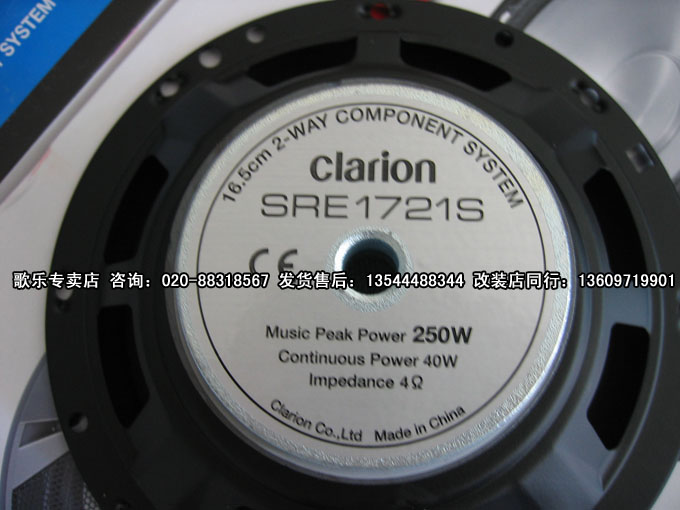 SYSTEM
16.5cm 2-WAY COMPONENT SYSTEM
clarion
SRE1721S
CE
歌乐专卖店 咨询：020-88318567 发货售后：13544488344 改装店同行：13609719901
Music Peak Power 250W
Continuous Power 40W
Impedance 4Ω
Clarion Co.,Ltd Made in China